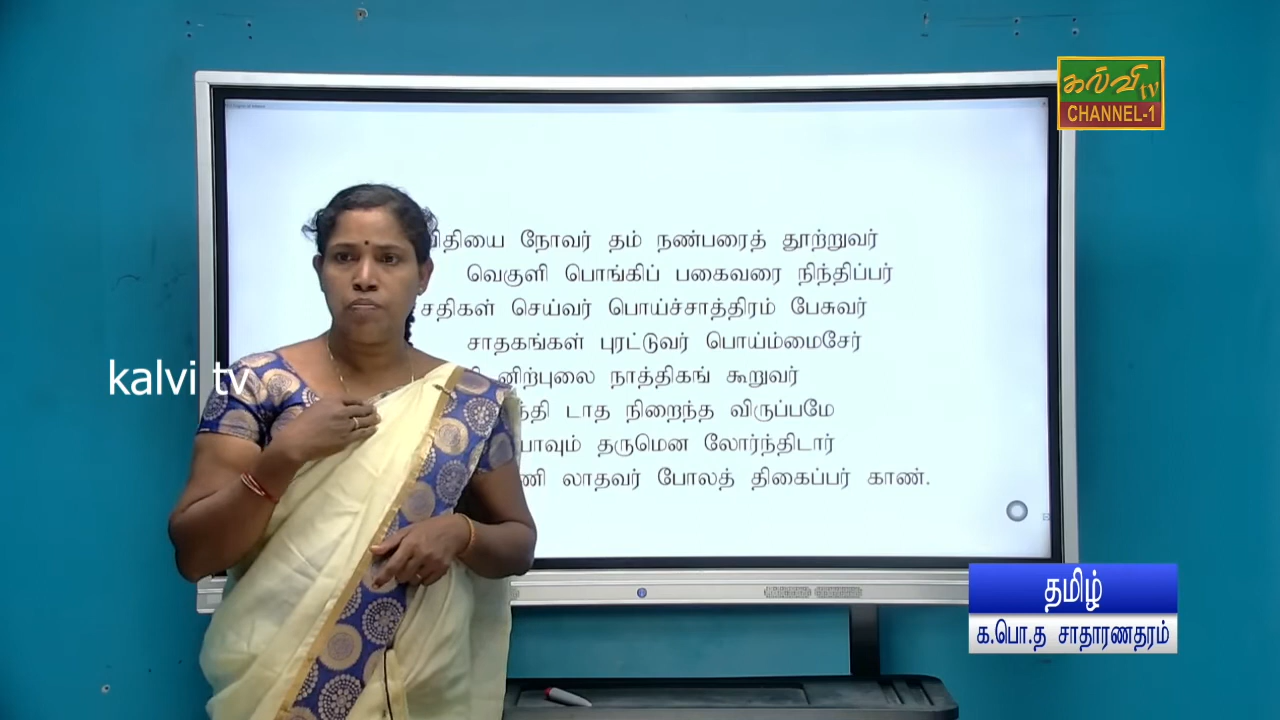 கல்வி tv
CHANNEL-1
நோவர் தம் நண்பரைத் தூற்றுவர்
வெகுளி பொங்கிப் பகைவரை நிந்திப்பர்
சதிகள் செய்வர் பொய்ச்சாத்திரம் பேசுவர்
சாதகங்கள் புரட்டுவர் பொய்ம்மைசேர்
னிற்புலை நாத்திகங் கூறுவர்
டாத நிறைந்த விருப்பமே
யாவும் தருமென லோர்ந்திடார்
லாதவர் போலத் திகைப்பர் காண்.
kalvi tv
தமிழ்
க.பொ.த சாதாரணதரம்